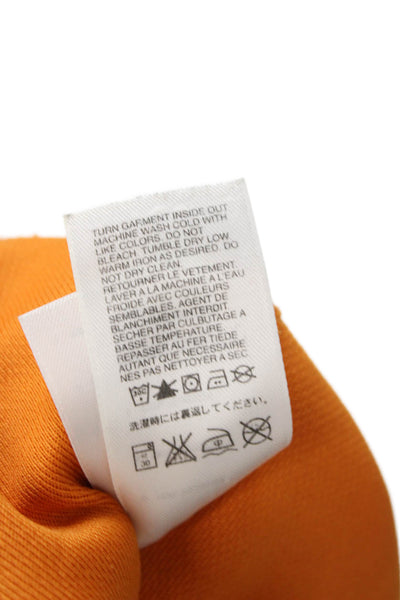 TURN GARMENT INSIDE OUT
MACHINE WASH COLD WITH
LIKE COLORS. DO NOT
BLEACH. TUMBLE DRY LOW
WARM IRON AS DESIRED. DO
NOT DRY CLEAN.
RETOURNER LE VETEMENT.
LAVER A LA MACHINE A L'EAU
FROIDE AVEC COULEURS
SEMBLABLES. AGENT DE
BLANCHIMENT INTERDIT
SECHER PAR CULBUTAGE A
BASSE TEMPERATURE.
REPASSER AU FER TIEDE
AUTANT QUE NECESSAIRE
NES PAS NETTOYER A SEC.
洗濯時には裏返してください。
30